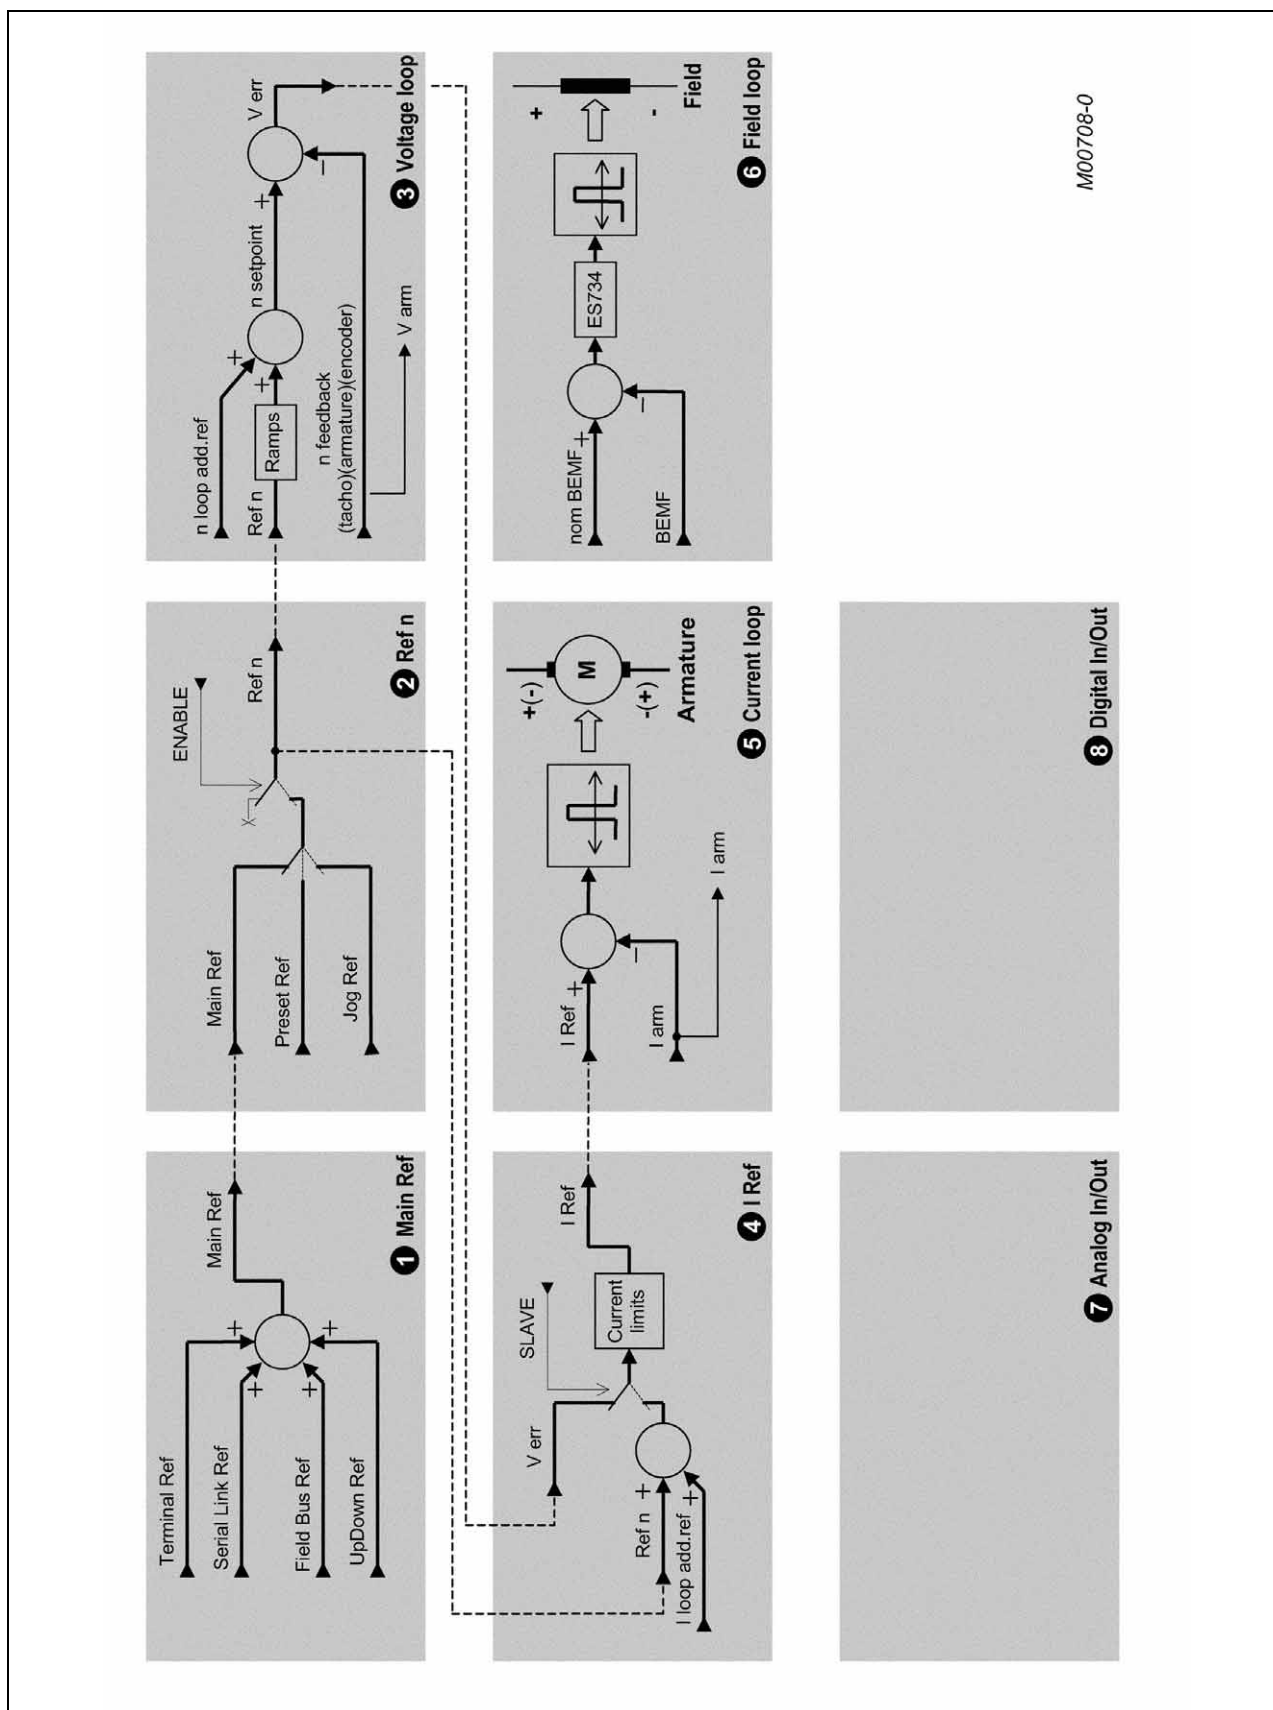 Terminal Ref
Serial Link Ref
Field Bus Ref
UpDown Ref
+
+
+
+
Main Ref
1 Main Ref
Main Ref
Preset Ref
Jog Ref
X
ENABLE
Ref n
2 Ref n
n loop add.ref
Ref n
Ramps
+
+
n setpoint
+
–
V err
n feedback
(tacho)(armature)(encoder)
V arm
3 Voltage loop
V err
Ref n
+
I loop add.ref
+
SLAVE
Current
limits
I Ref
4 I Ref
I Ref
+
–
I arm
I arm
M
+(-)
-(+)
Armature
5 Current loop
nom BEMF
+
–
BEMF
ES734
+
-
Field
6 Field loop
7 Analog In/Out
8 Digital In/Out
M00708-0